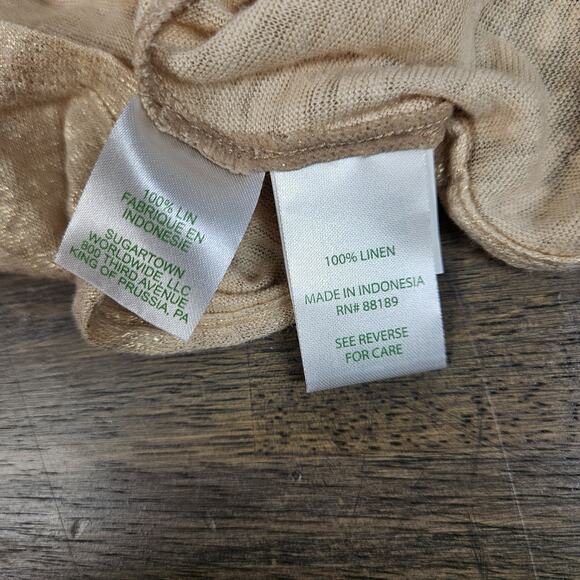 100% LIN
FABRIQUE EN
INDONESIE
SUGARTOWN
WORLDWIDE, LLC
800 THIRD AVENUE
KING OF PRUSSIA, PA
100% LINEN
MADE IN INDONESIA
RN# 88189
SEE REVERSE
FOR CARE